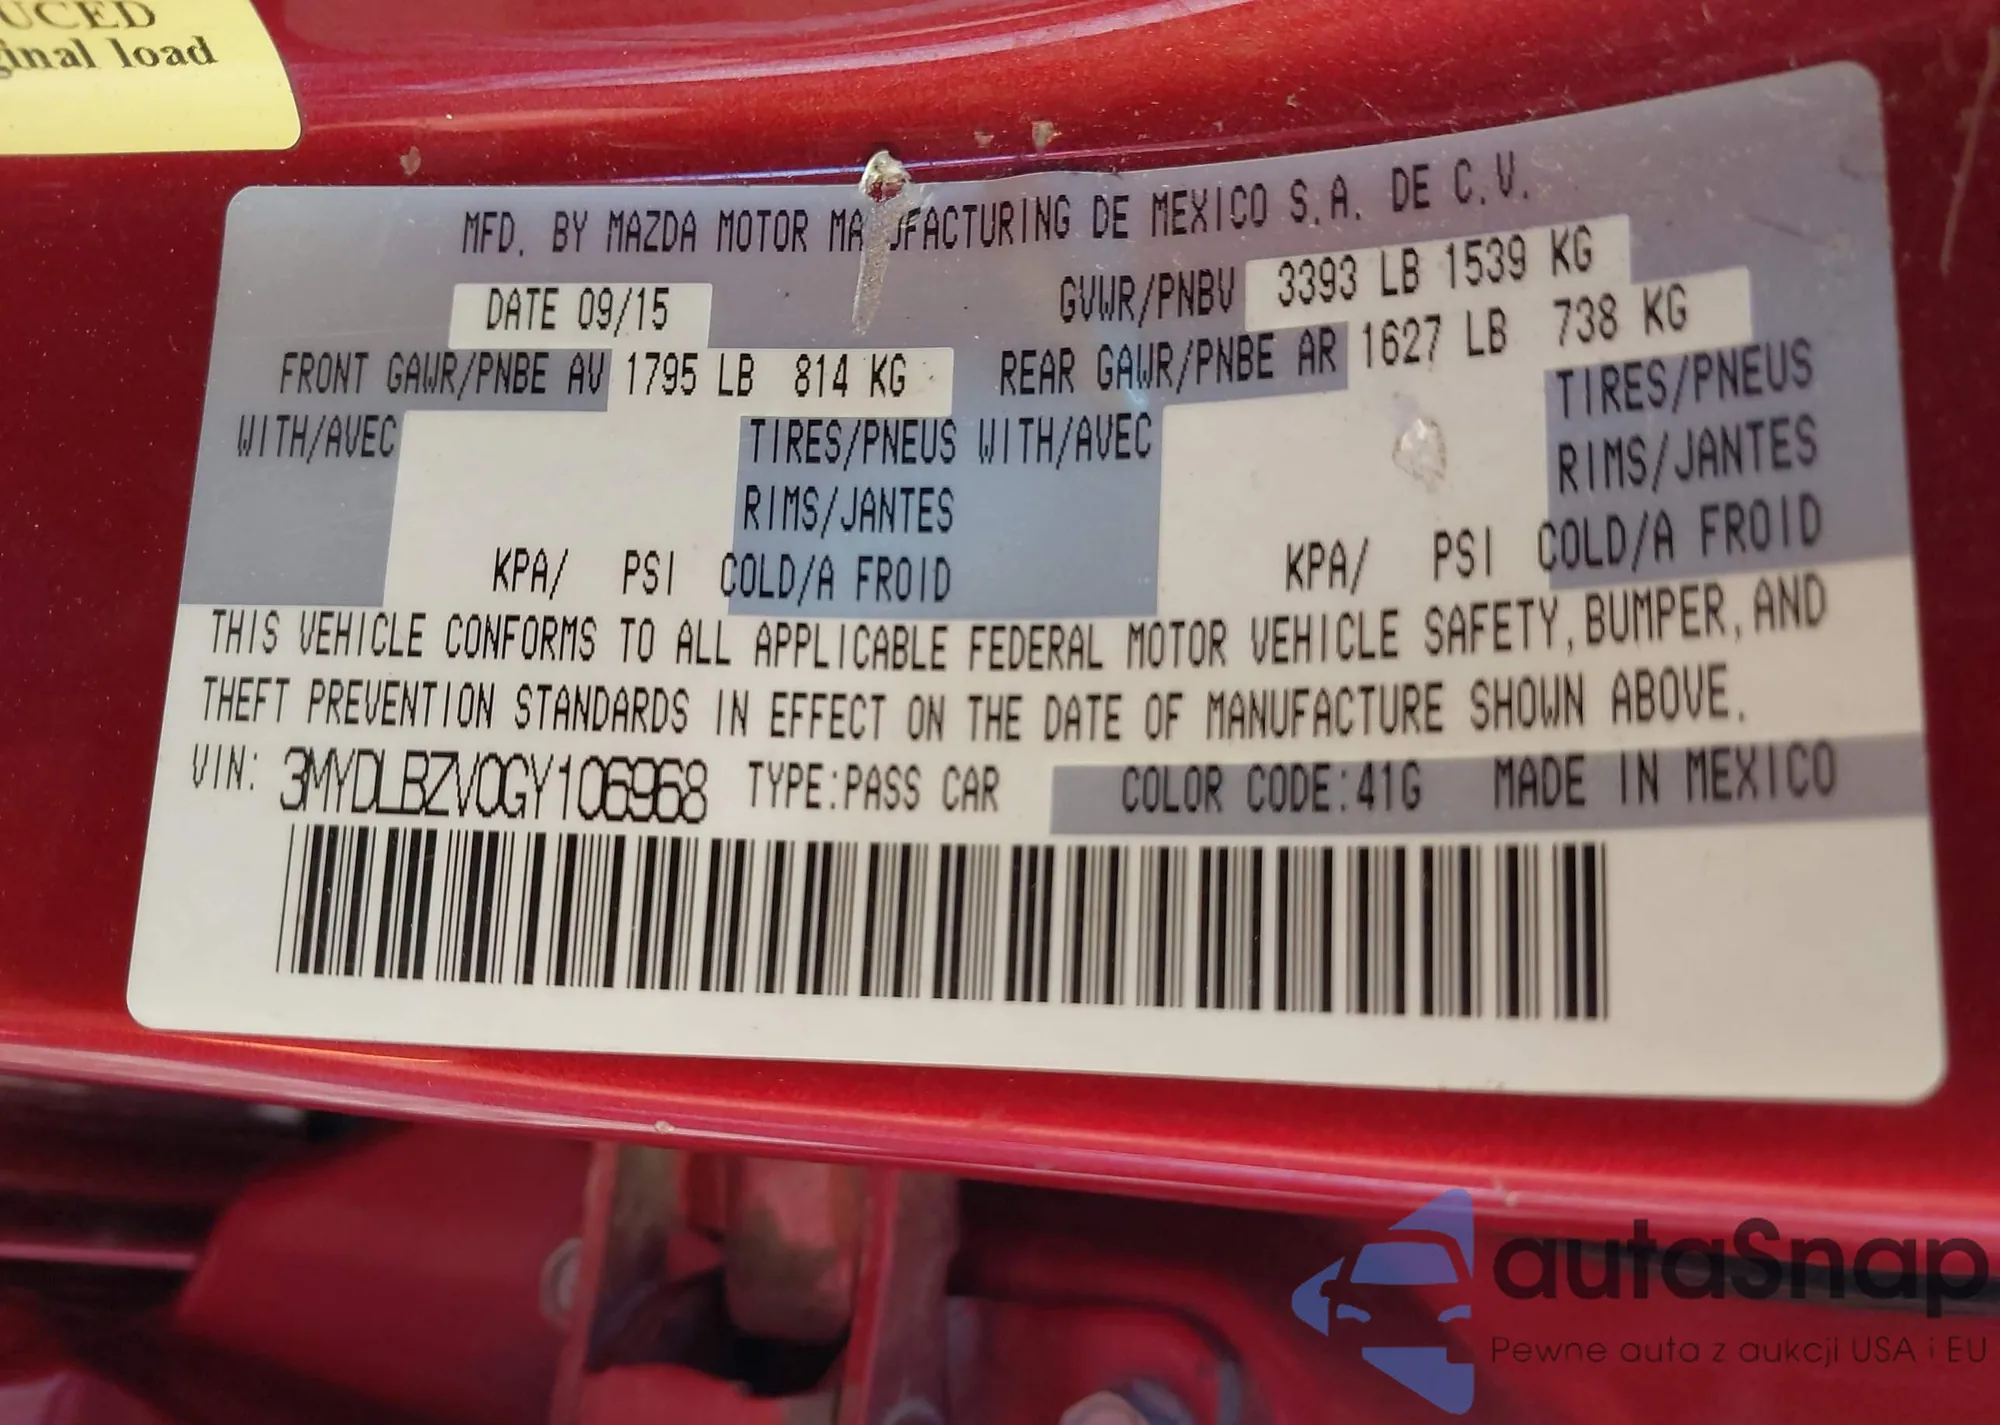 UCED
ginal load
MFD. BY MAZDA MOTOR MANUFACTURING DE MEXICO S.A. DE C.V.
DATE 09/15
GVWR/PNBV 3393 LB 1539 KG
FRONT GAWR/PNBE AV 1795 LB 814 KG
REAR GAWR/PNBE AR 1627 LB 738 KG
WITH/AVEC TIRES/PNEUS WITH/AVEC TIRES/PNEUS
RIMS/JANTES RIMS/JANTES
KPA/ PSI COLD/A FROID KPA/ PSI COLD/A FROID
THIS VEHICLE CONFORMS TO ALL APPLICABLE FEDERAL MOTOR VEHICLE SAFETY, BUMPER, AND
THEFT PREVENTION STANDARDS IN EFFECT ON THE DATE OF MANUFACTURE SHOWN ABOVE.
VIN: 3MYDLBZV0GY106968 TYPE:PASS CAR COLOR CODE:41G MADE IN MEXICO
autaSnap
Pewne auta z aukcji USA i EU